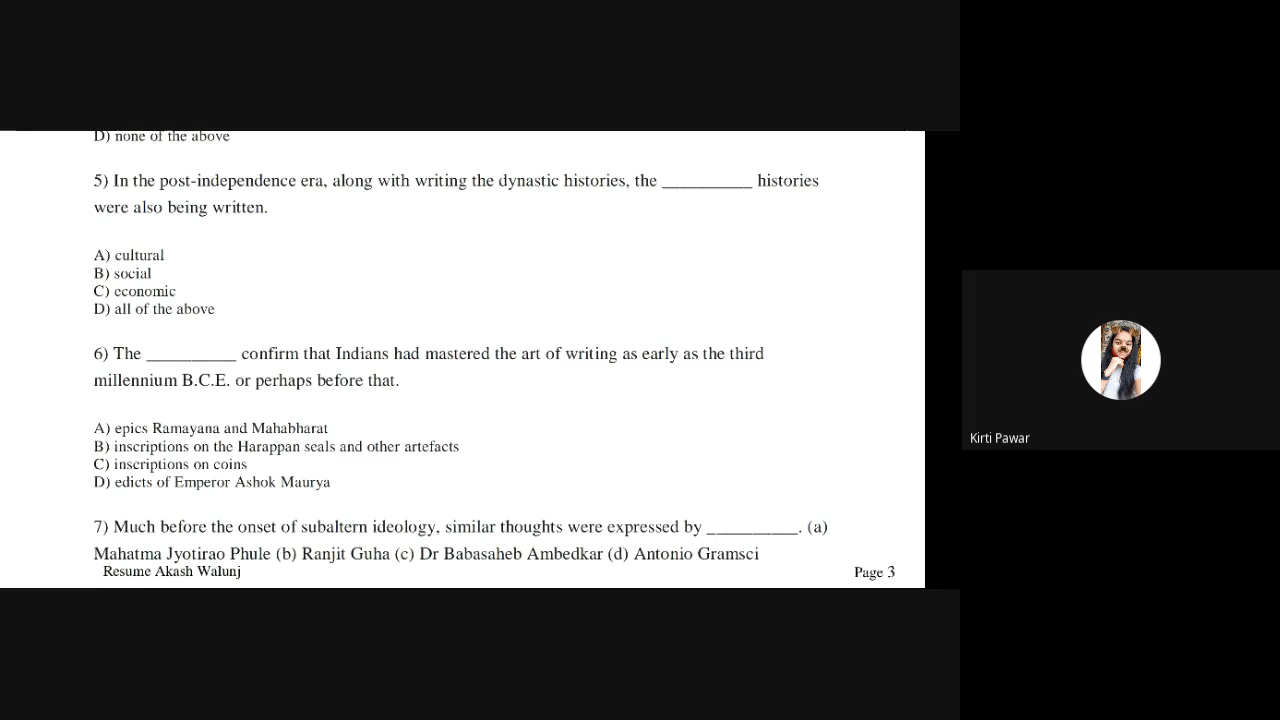 D) none of the above
5) In the post-independence era, along with writing the dynastic histories, the __________ histories
were also being written.
A) cultural
B) social
C) economic
D) all of the above
6) The __________ confirm that Indians had mastered the art of writing as early as the third
millennium B.C.E. or perhaps before that.
A) epics Ramayana and Mahabharat
B) inscriptions on the Harappan seals and other artefacts
C) inscriptions on coins
D) edicts of Emperor Ashok Maurya
7) Much before the onset of subaltern ideology, similar thoughts were expressed by __________. (a)
Mahatma Jyotirao Phule (b) Ranjit Guha (c) Dr Babasaheb Ambedkar (d) Antonio Gramsci
Resume Akash Walunj Page 3
Kirti Pawar